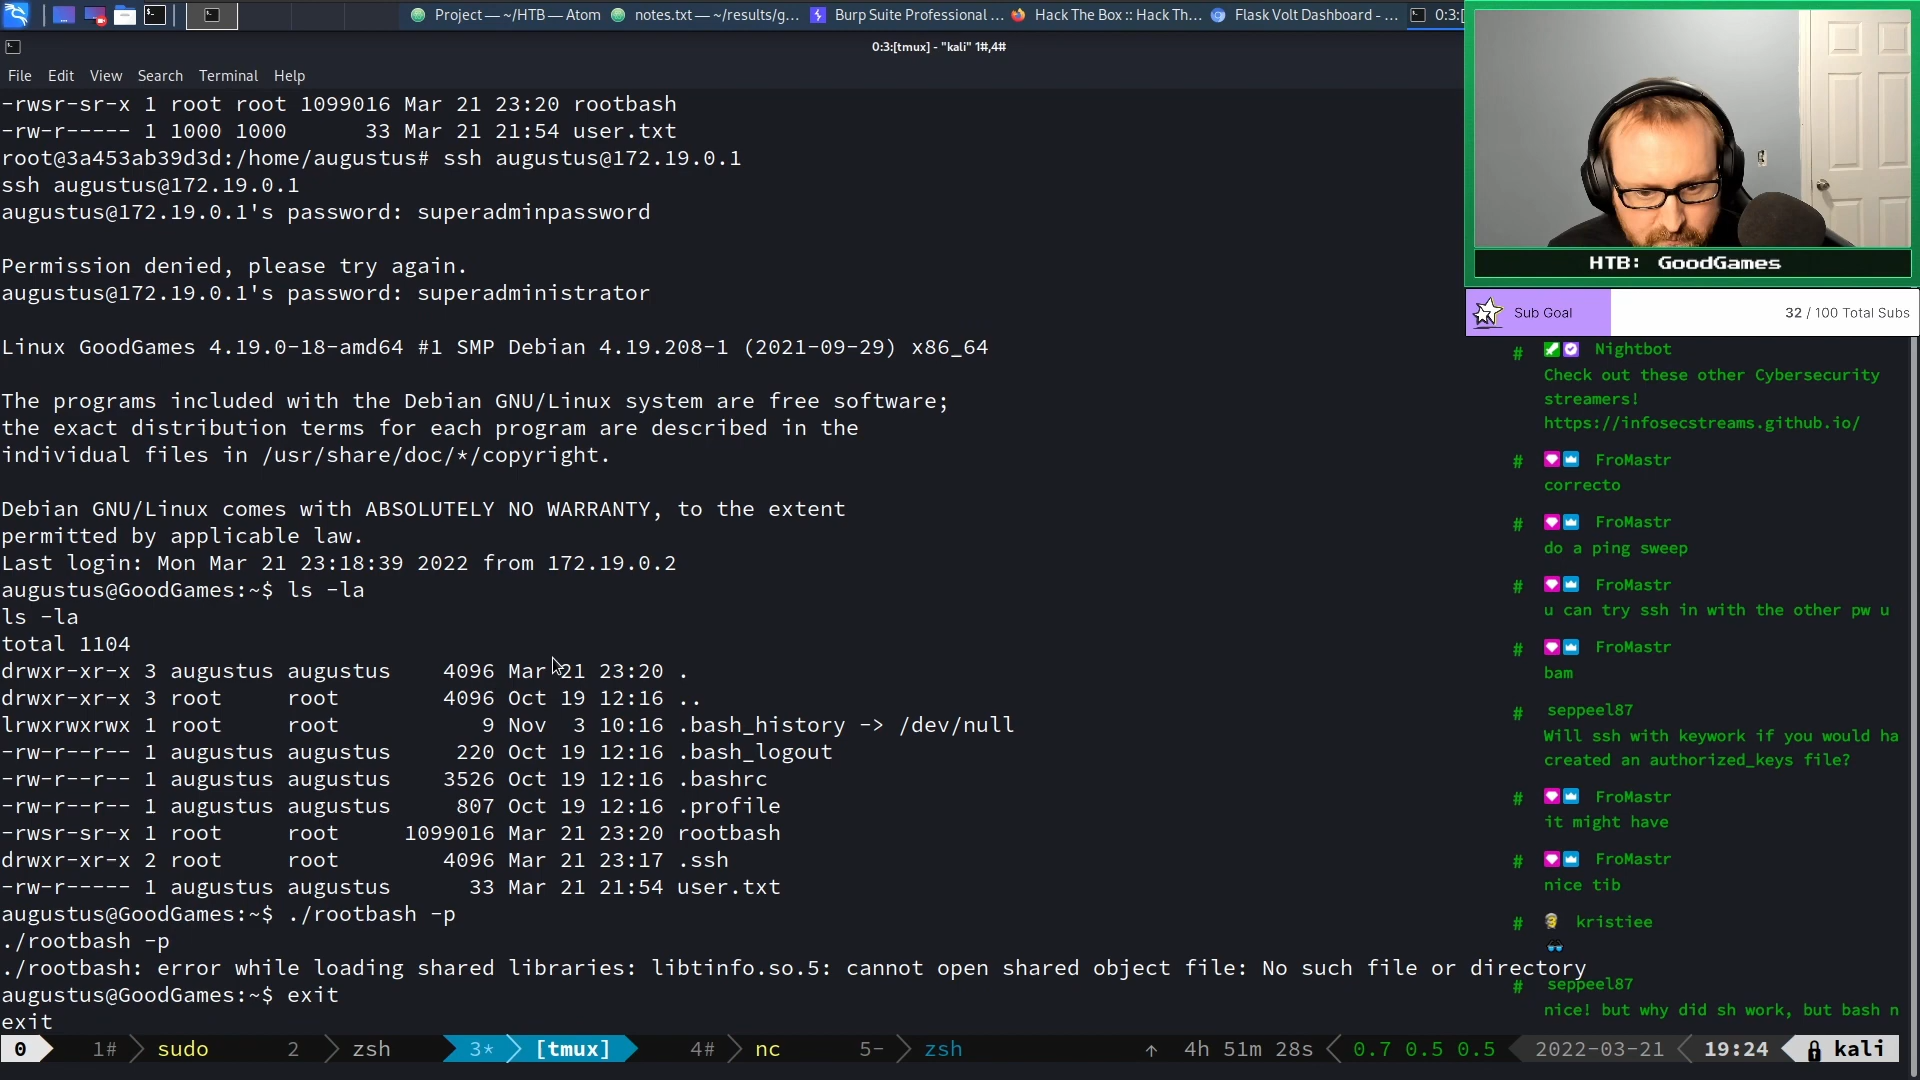 Project — ~/HTB — Atom
notes.txt — ~/results/g...
Burp Suite Professional ...
Hack The Box :: Hack Th...
Flask Volt Dashboard - ...
0:3:[
0:3:[tmux] - "kali" 1#,4#
File Edit View Search Terminal Help
-rwsr-sr-x 1 root root 1099016 Mar 21 23:20 rootbash
-rw-r----- 1 1000 1000      33 Mar 21 21:54 user.txt
root@3a453ab39d3d:/home/augustus# ssh augustus@172.19.0.1
ssh augustus@172.19.0.1
augustus@172.19.0.1's password: superadminpassword
Permission denied, please try again.
augustus@172.19.0.1's password: superadministrator
Linux GoodGames 4.19.0-18-amd64 #1 SMP Debian 4.19.208-1 (2021-09-29) x86_64
The programs included with the Debian GNU/Linux system are free software;
the exact distribution terms for each program are described in the
individual files in /usr/share/doc/*/copyright.
Debian GNU/Linux comes with ABSOLUTELY NO WARRANTY, to the extent
permitted by applicable law.
Last login: Mon Mar 21 23:18:39 2022 from 172.19.0.2
augustus@GoodGames:~$ ls -la
ls -la
total 1104
drwxr-xr-x 3 augustus augustus    4096 Mar 21 23:20 .
drwxr-xr-x 3 root     root        4096 Oct 19 12:16 ..
lrwxrwxrwx 1 root     root           9 Nov  3 10:16 .bash_history -> /dev/null
-rw-r--r-- 1 augustus augustus     220 Oct 19 12:16 .bash_logout
-rw-r--r-- 1 augustus augustus    3526 Oct 19 12:16 .bashrc
-rw-r--r-- 1 augustus augustus     807 Oct 19 12:16 .profile
-rwsr-sr-x 1 root     root     1099016 Mar 21 23:20 rootbash
drwxr-xr-x 2 root     root        4096 Mar 21 23:17 .ssh
-rw-r----- 1 augustus augustus      33 Mar 21 21:54 user.txt
augustus@GoodGames:~$ ./rootbash -p
./rootbash -p
./rootbash: error while loading shared libraries: libtinfo.so.5: cannot open shared object file: No such file or directory
augustus@GoodGames:~$ exit
exit
0 1# sudo 2 zsh 3* [tmux] 4# nc 5- zsh ↑ 4h 51m 28s 0.7 0.5 0.5 2022-03-21 19:24 kali
HTB: GoodGames
Sub Goal 32 / 100 Total Subs
# Nightbot
Check out these other Cybersecurity
streamers!
https://infosecstreams.github.io/
# FroMastr
correcto
# FroMastr
do a ping sweep
# FroMastr
u can try ssh in with the other pw u
# FroMastr
bam
# seppeel87
Will ssh with keywork if you would ha
created an authorized_keys file?
# FroMastr
it might have
# FroMastr
nice tib
# kristiee
# seppeel87
nice! but why did sh work, but bash n